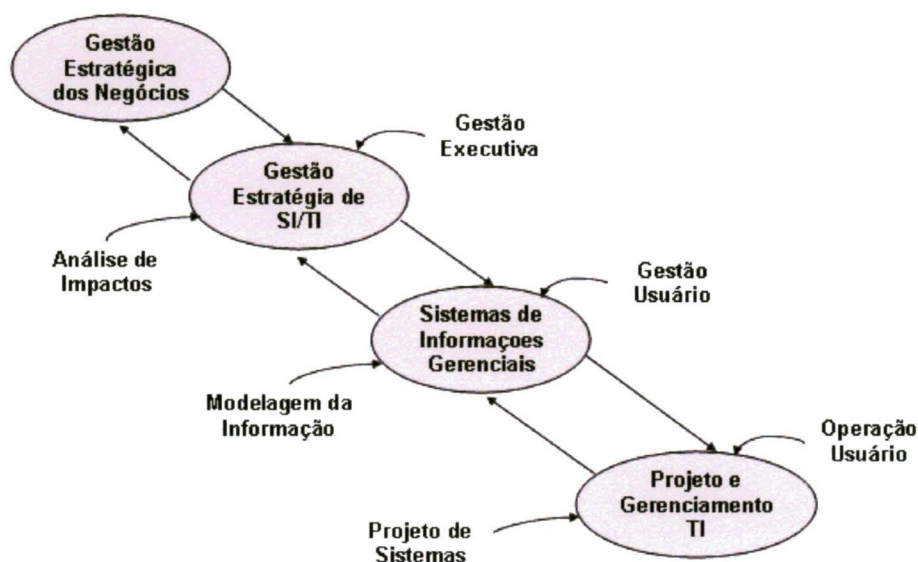 Gestão
Estratégica
dos Negócios
Gestão
Executiva
Gestão
Estratégia de
SI/TI
Análise de
Impactos
Gestão
Usuário
Sistemas de
Informaçoes
Gerenciais
Modelagem da
Informação
Operação
Usuário
Projeto e
Gerenciamento
TI
Projeto de
Sistemas